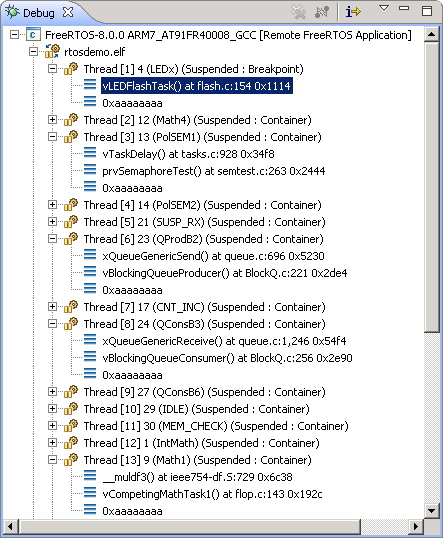 Debug
FreeRTOS-8.0.0 ARM7_AT91FR40008_GCC [Remote FreeRTOS Application]
rtosdemo.elf
Thread [1] 4 (LEDx) (Suspended : Breakpoint)
vLEDFlashTask() at flash.c:154 0x1114
0xaaaaaaaa
Thread [2] 12 (Math4) (Suspended : Container)
Thread [3] 13 (PolSEM1) (Suspended : Container)
vTaskDelay() at tasks.c:928 0x34f8
prvSemaphoreTest() at semtest.c:263 0x2444
0xaaaaaaaa
Thread [4] 14 (PolSEM2) (Suspended : Container)
Thread [5] 21 (SUSP_RX) (Suspended : Container)
Thread [6] 23 (QProdB2) (Suspended : Container)
xQueueGenericSend() at queue.c:696 0x5230
vBlockingQueueProducer() at BlockQ.c:221 0x2de4
0xaaaaaaaa
Thread [7] 17 (CNT_INC) (Suspended : Container)
Thread [8] 24 (QConsB3) (Suspended : Container)
xQueueGenericReceive() at queue.c:1,246 0x54f4
vBlockingQueueConsumer() at BlockQ.c:256 0x2e90
0xaaaaaaaa
Thread [9] 27 (QConsB6) (Suspended : Container)
Thread [10] 29 (IDLE) (Suspended : Container)
Thread [11] 30 (MEM_CHECK) (Suspended : Container)
Thread [12] 1 (IntMath) (Suspended : Container)
Thread [13] 9 (Math1) (Suspended : Container)
__muldf3() at ieee754-df.S:729 0x6c38
vCompetingMathTask1() at flop.c:143 0x192c
0xaaaaaaaa